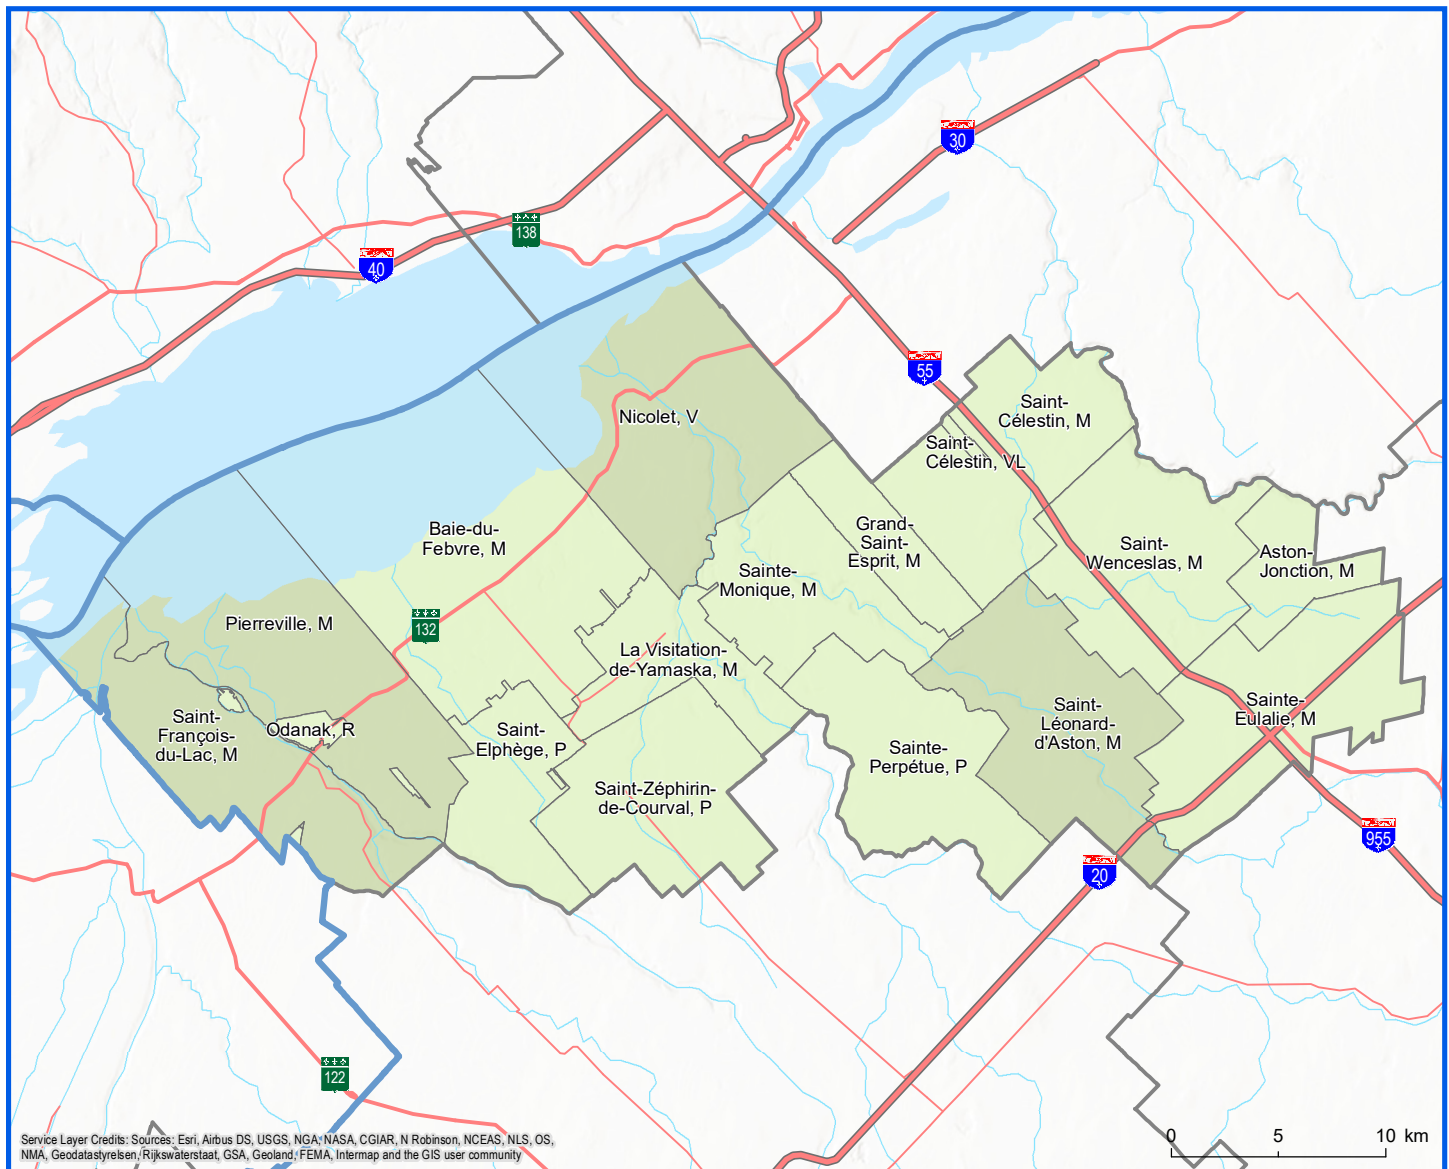 30
138
40
55
Saint-
Célestin, M
Nicolet, V
Saint-
Célestin, VL
Baie-du-
Febvre, M
Grand-
Saint-
Esprit, M
Saint-
Wenceslas, M
Aston-
Jonction, M
Sainte-
Monique, M
Pierreville, M
132
La Visitation-
de-Yamaska, M
Saint-
François-
du-Lac, M
Odanak, R
Saint-
Elphège, P
Saint-
Léonard-
d'Aston, M
Sainte-
Eulalie, M
Sainte-
Perpétue, P
Saint-Zéphirin-
de-Courval, P
955
20
122
Service Layer Credits: Sources: Esri, Airbus DS, USGS, NGA, NASA, CGIAR, N Robinson, NCEAS, NLS, OS,
NMA, Geodatastyrelsen, Rijkswaterstaat, GSA, Geoland, FEMA, Intermap and the GIS user community
0 5 10 km